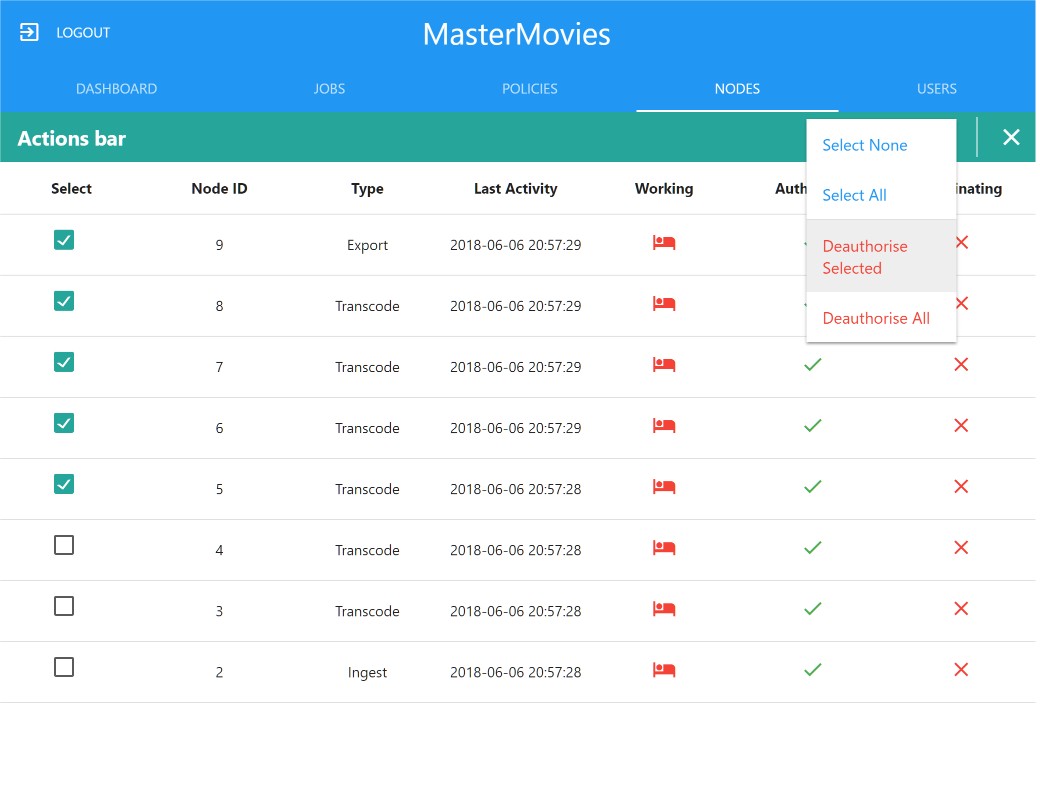 LOGOUT
MasterMovies
DASHBOARD JOBS POLICIES NODES USERS
Actions bar
Select None
Select All
Deauthorise
Selected
Deauthorise All
Select Node ID Type Last Activity Working
9 Export 2018-06-06 20:57:29
8 Transcode 2018-06-06 20:57:29
7 Transcode 2018-06-06 20:57:29
6 Transcode 2018-06-06 20:57:29
5 Transcode 2018-06-06 20:57:28
4 Transcode 2018-06-06 20:57:28
3 Transcode 2018-06-06 20:57:28
2 Ingest 2018-06-06 20:57:28